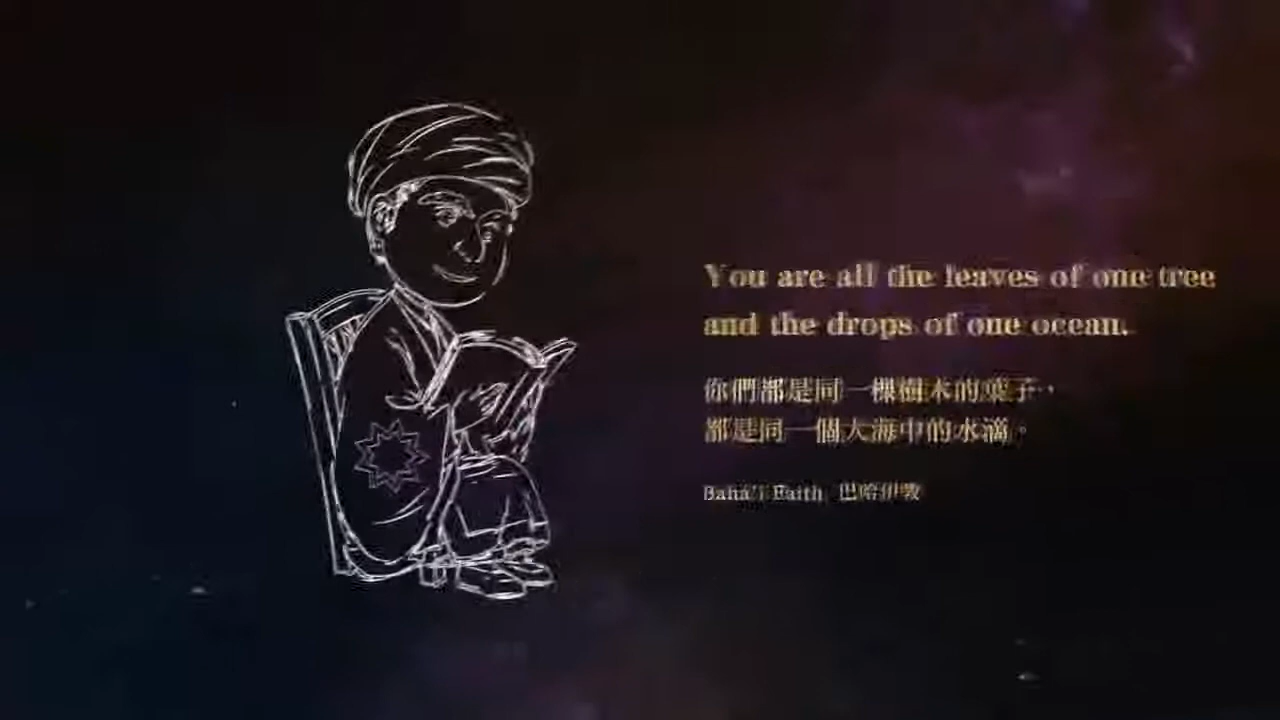 You are all the leaves of one tree
and the drops of one ocean.
你們都是同一棵樹木的葉子，
都是同一個大海中的水滴。
Bahá'í Faith 巴哈伊教